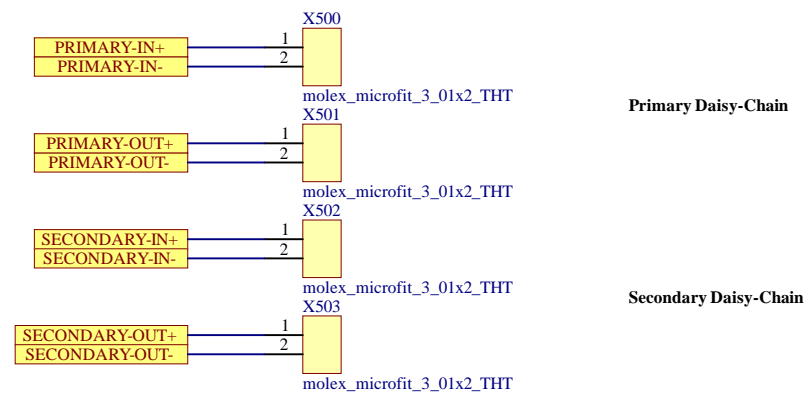 X500
PRIMARY-IN+ 1
PRIMARY-IN- 2
molex_microfit_3_01x2_THT
Primary Daisy-Chain
X501
PRIMARY-OUT+ 1
PRIMARY-OUT- 2
molex_microfit_3_01x2_THT
X502
SECONDARY-IN+ 1
SECONDARY-IN- 2
molex_microfit_3_01x2_THT
Secondary Daisy-Chain
X503
SECONDARY-OUT+ 1
SECONDARY-OUT- 2
molex_microfit_3_01x2_THT